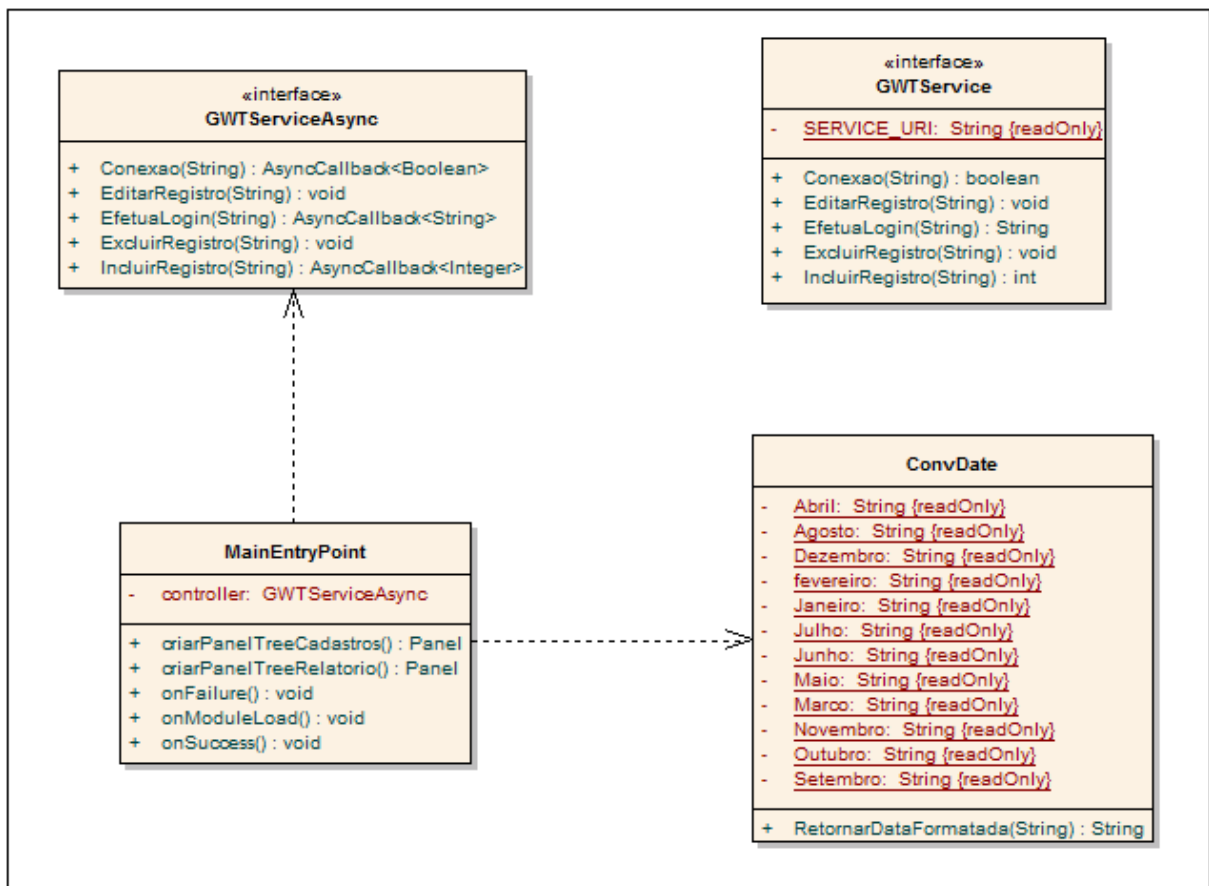 «interface»
GWTServiceAsync
+ Conexao(String) : AsyncCallback<Boolean>
+ EditarRegistro(String) : void
+ EfetuaLogin(String) : AsyncCallback<String>
+ ExcluirRegistro(String) : void
+ IncluirRegistro(String) : AsyncCallback<Integer>
«interface»
GWTService
- SERVICE_URI: String {readOnly}
+ Conexao(String) : boolean
+ EditarRegistro(String) : void
+ EfetuaLogin(String) : String
+ ExcluirRegistro(String) : void
+ IncluirRegistro(String) : int
MainEntryPoint
- controller: GWTServiceAsync
+ criarPanelTreeCadastros() : Panel
+ criarPanelTreeRelatorio() : Panel
+ onFailure() : void
+ onModuleLoad() : void
+ onSuccess() : void
ConvDate
- Abril: String {readOnly}
- Agosto: String {readOnly}
- Dezembro: String {readOnly}
- fevereiro: String {readOnly}
- Janeiro: String {readOnly}
- Julho: String {readOnly}
- Junho: String {readOnly}
- Maio: String {readOnly}
- Marco: String {readOnly}
- Novembro: String {readOnly}
- Outubro: String {readOnly}
- Setembro: String {readOnly}
+ RetornarDataFormatada(String) : String